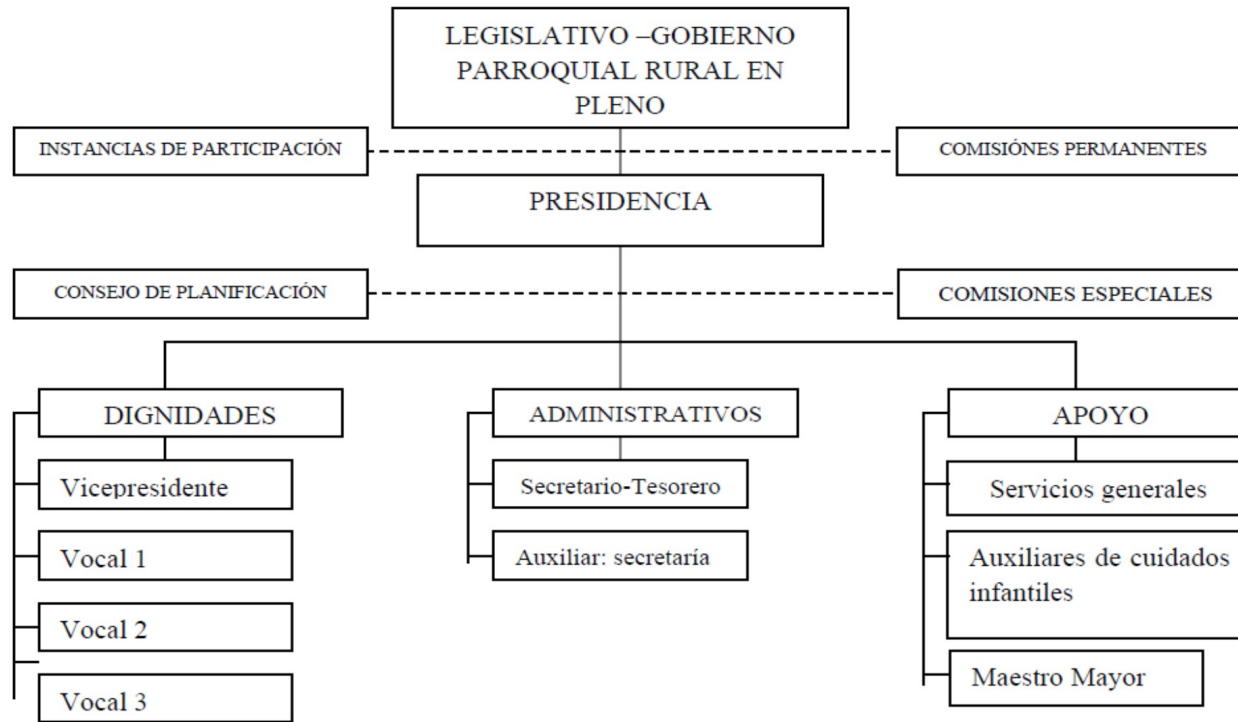 LEGISLATIVO –GOBIERNO
PARROQUIAL RURAL EN
PLENO
INSTANCIAS DE PARTICIPACIÓN
COMISIÓNES PERMANENTES
PRESIDENCIA
CONSEJO DE PLANIFICACIÓN
COMISIONES ESPECIALES
DIGNIDADES
ADMINISTRATIVOS
APOYO
Vicepresidente
Secretario-Tesorero
Servicios generales
Vocal 1
Auxiliar: secretaría
Auxiliares de cuidados
infantiles
Vocal 2
Maestro Mayor
Vocal 3